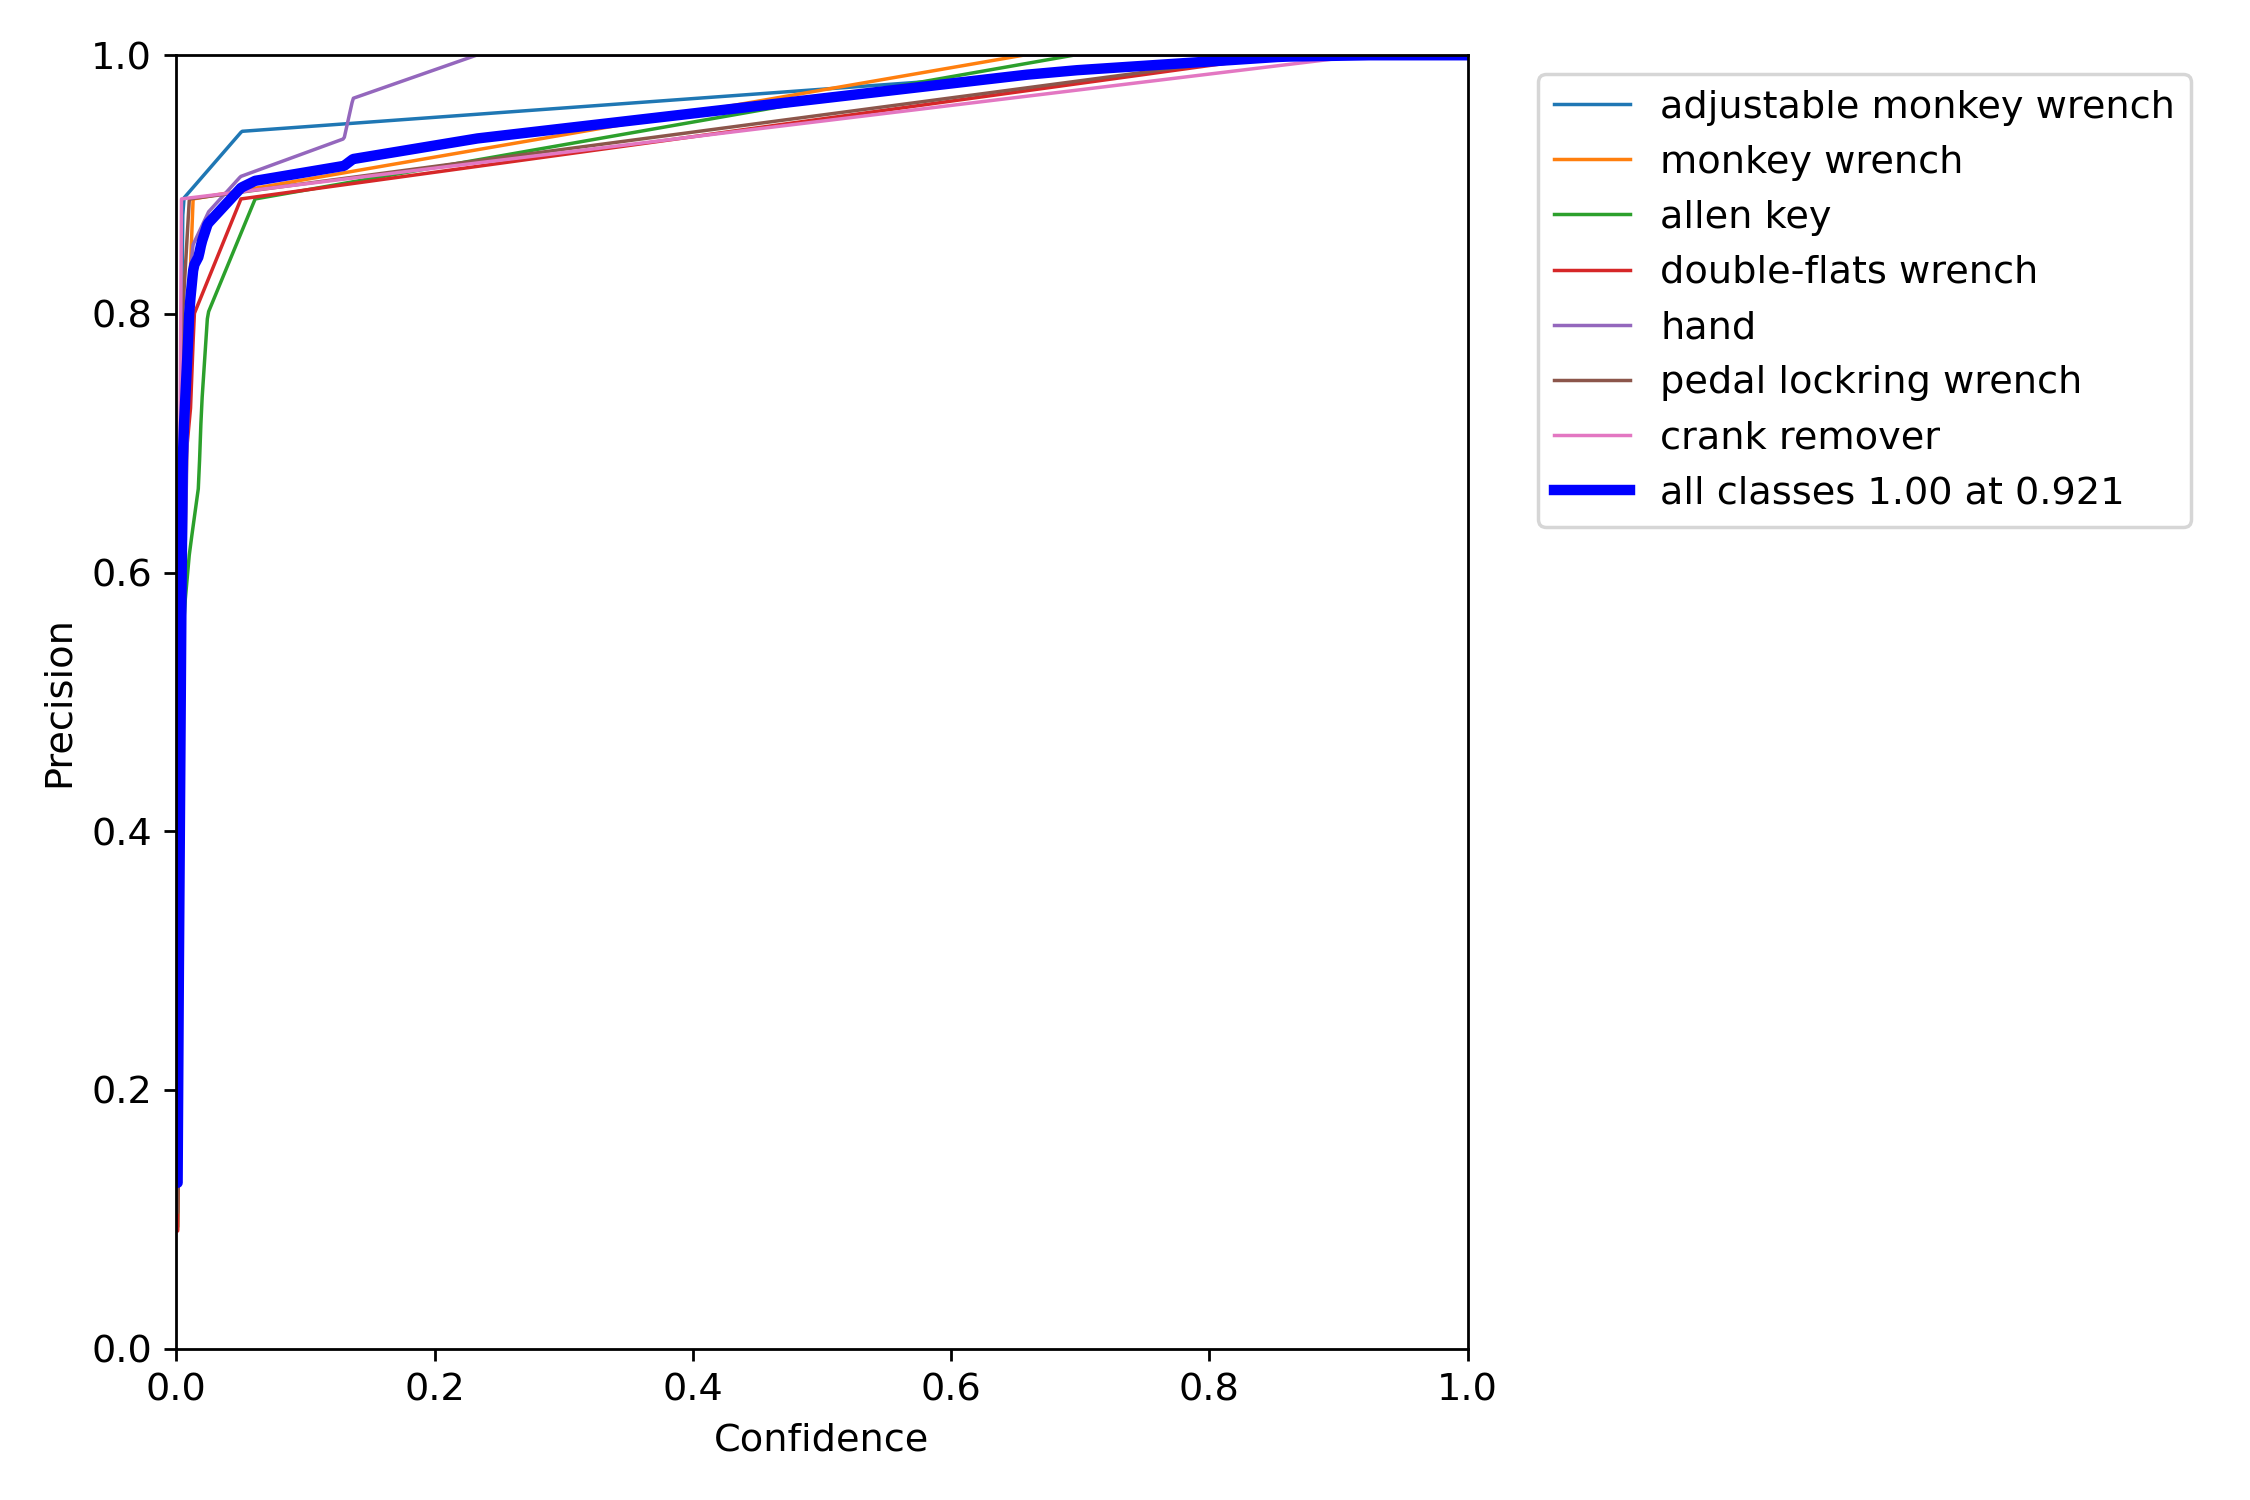 1.0
0.8
0.6
0.4
0.2
0.0
Precision
0.0 0.2 0.4 0.6 0.8 1.0
Confidence
adjustable monkey wrench
monkey wrench
allen key
double-flats wrench
hand
pedal lockring wrench
crank remover
all classes 1.00 at 0.921